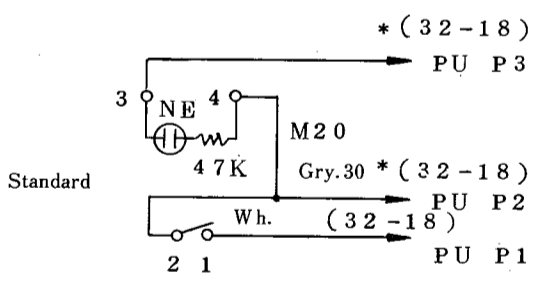 *(32-18)
PU P3
3 NE 4
M20
47K
Gry.30 *(32-18)
Standard
PU P2
Wh. (32-18)
PU P1
2 1